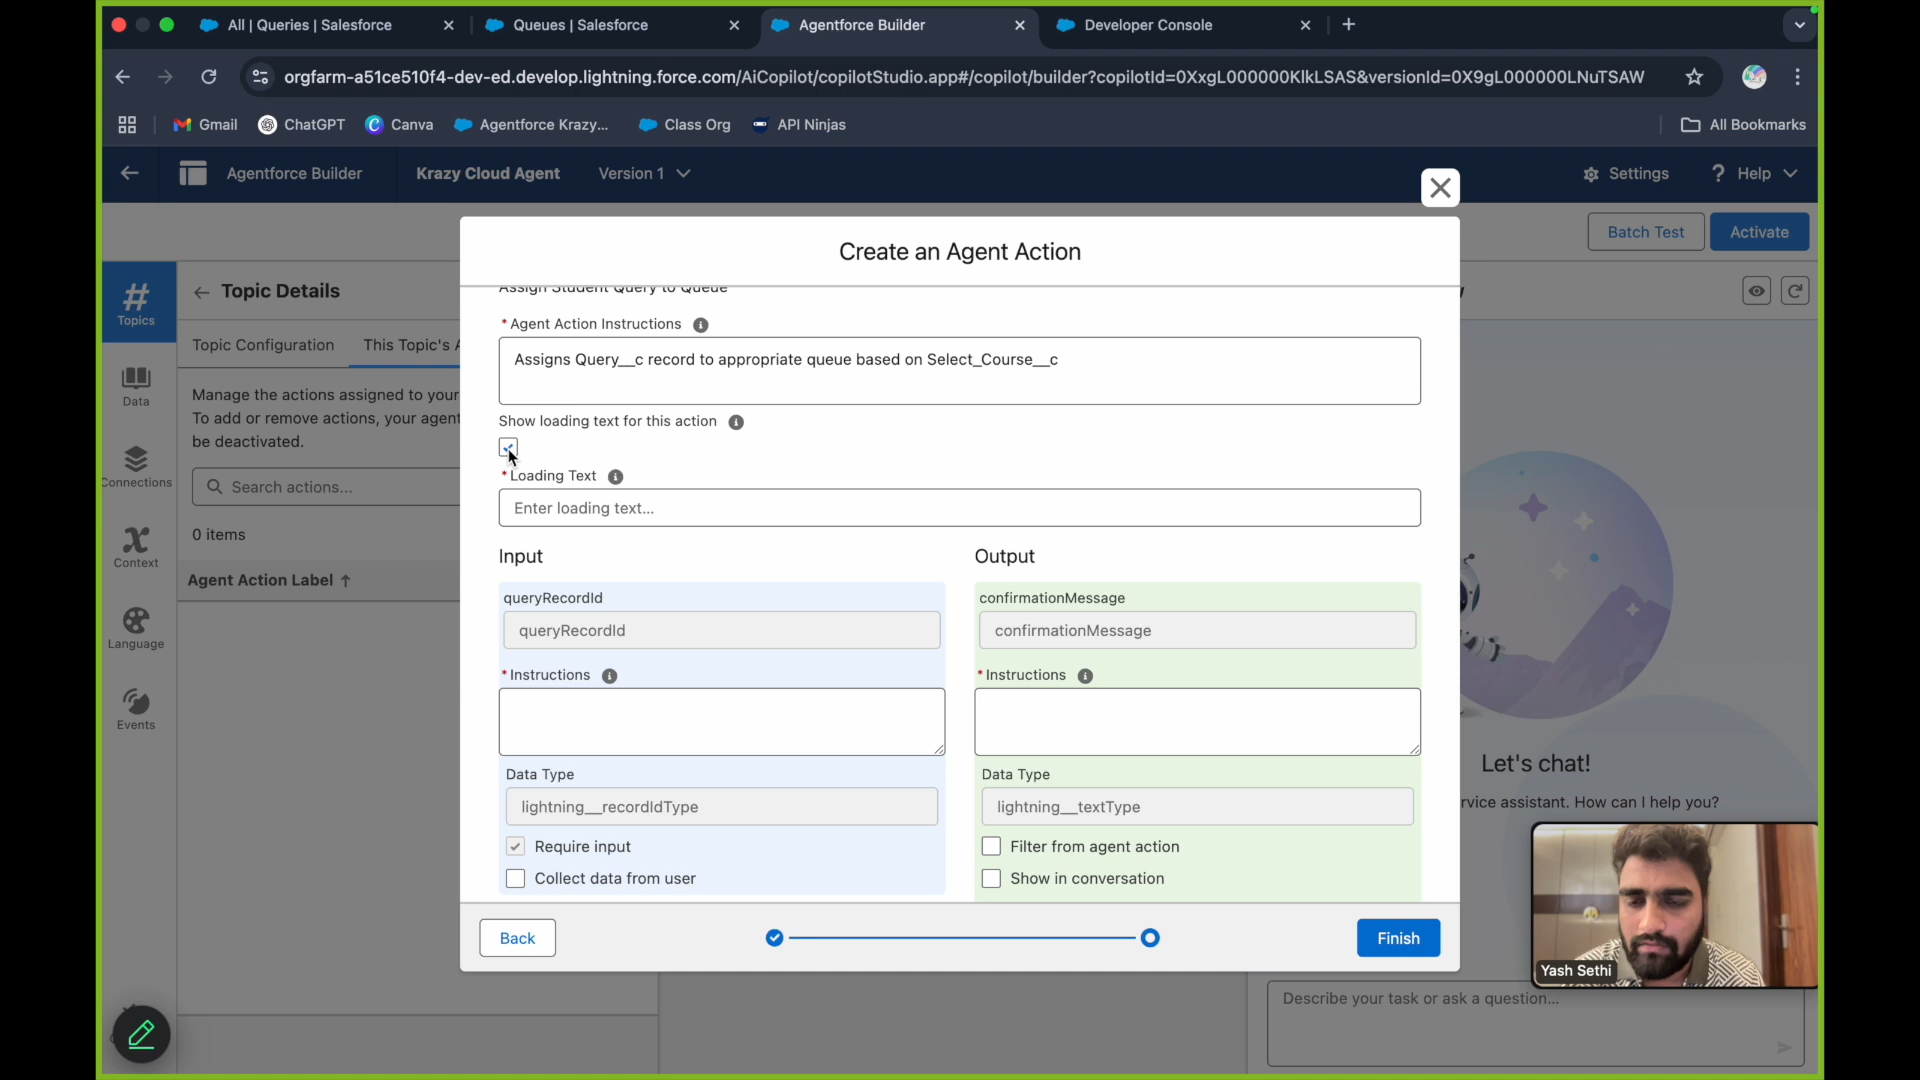 All | Queries | Salesforce
Queues | Salesforce
Agentforce Builder
Developer Console
orgfarm-a51ce510f4-dev-ed.develop.lightning.force.com/AiCopilot/copilotStudio.app#/copilot/builder?copilotId=0XxgL000000KlkLSAS&versionId=0X9gL000000LNuTSAW
Gmail
ChatGPT
Canva
Agentforce Krazy...
Class Org
API Ninjas
All Bookmarks
Agentforce Builder
Krazy Cloud Agent
Version 1
Settings
Help
Batch Test
Activate
Create an Agent Action
Topics
Data
Connections
Context
Language
Events
Topic Details
Topic Configuration
This Topic's A
Manage the actions assigned to your
To add or remove actions, your agent
be deactivated.
Search actions...
0 items
Agent Action Label
Assign Student Query to Queue
* Agent Action Instructions
Assigns Query__c record to appropriate queue based on Select_Course__c
Show loading text for this action
* Loading Text
Enter loading text...
Input
queryRecordId
queryRecordId
* Instructions
Data Type
lightning__recordIdType
Require input
Collect data from user
Output
confirmationMessage
confirmationMessage
* Instructions
Data Type
lightning__textType
Filter from agent action
Show in conversation
Back
Finish
Let's chat!
rvice assistant. How can I help you?
Yash Sethi
Describe your task or ask a question...